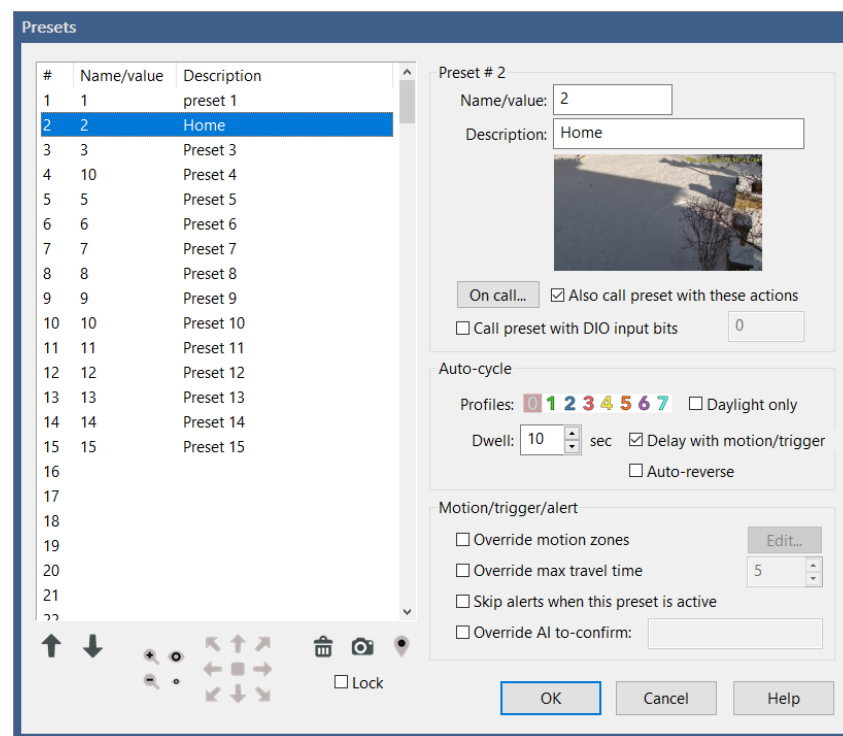 Presets
# Name/value Description
1 1 preset 1
2 2 Home
3 3 Preset 3
4 10 Preset 4
5 5 Preset 5
6 6 Preset 6
7 7 Preset 7
8 8 Preset 8
9 9 Preset 9
10 10 Preset 10
11 11 Preset 11
12 12 Preset 12
13 13 Preset 13
14 14 Preset 14
15 15 Preset 15
16
17
18
19
20
21
22
Lock
Preset # 2
Name/value: 2
Description: Home
On call... Also call preset with these actions
Call preset with DIO input bits 0
Auto-cycle
Profiles: 0 1 2 3 4 5 6 7 Daylight only
Dwell: 10 sec Delay with motion/trigger
Auto-reverse
Motion/trigger/alert
Override motion zones Edit...
Override max travel time 5
Skip alerts when this preset is active
Override AI to-confirm:
OK Cancel Help